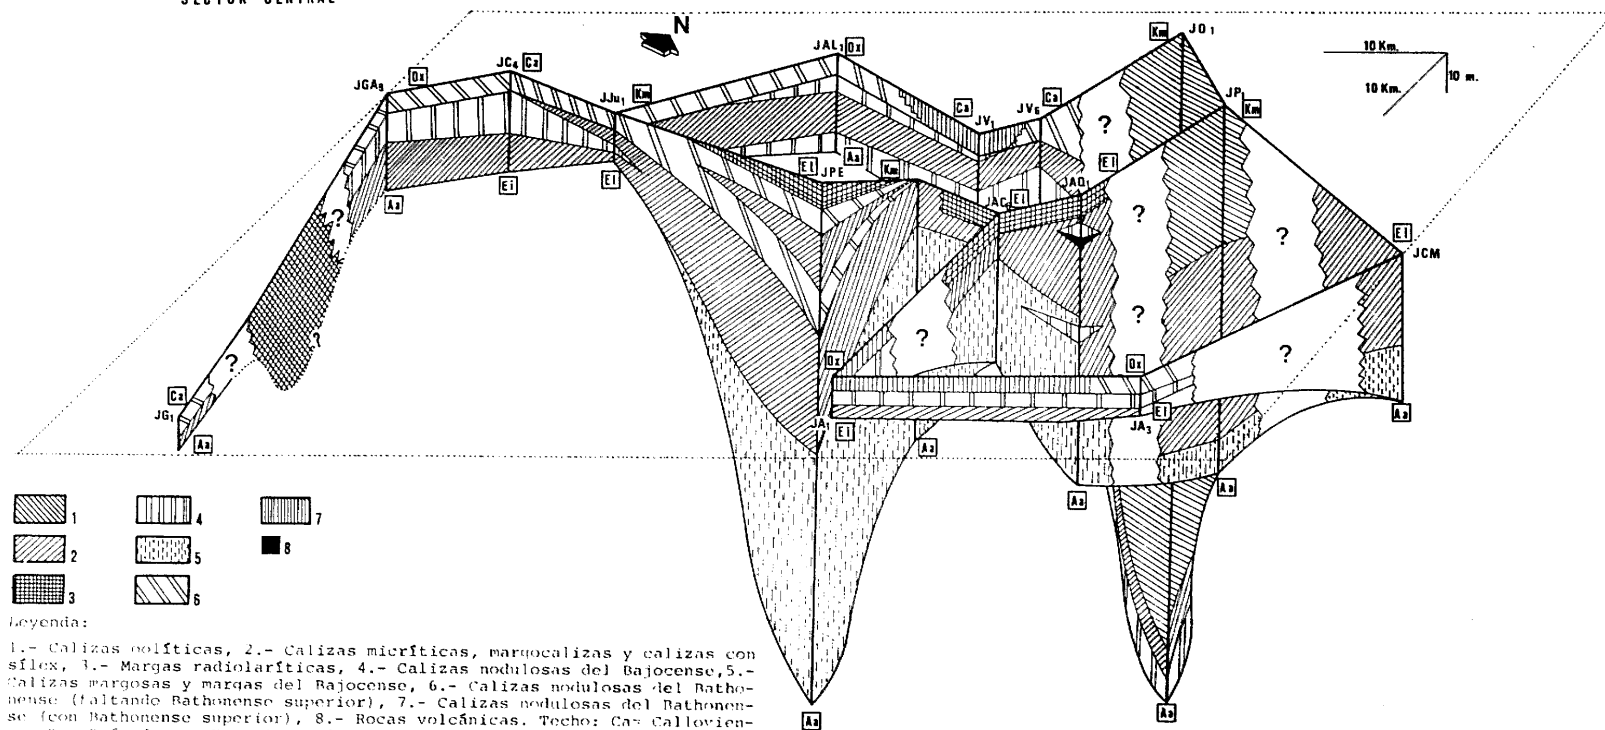 SECTOR CENTRAL
N
10 Km.
10 Km.
10 m.
JGA3
Ox
JC4
Ca
JJu1
Km
JAL1
Ox
Ca
JV1
JV6
Ca
Km
JO1
JP1
Km
El
JCM
Aa
Ei
El
El
JPE
Aa
Km
JAC
El
JAQ1
El
?
?
?
?
?
?
?
?
?
Ca
JG1
Aa
Ox
JA1
El
Aa
Ox
JA3
El
Aa
Aa
Aa
Aa
Aa
1
2
3
4
5
6
7
8
Leyenda:
1.- Calizas oolíticas, 2.- Calizas micríticas, margocalizas y calizas con
sílex, 3.- Margas radiolaríticas, 4.- Calizas nodulosas del Bajocense,5.-
Calizas margosas y margas del Bajocense, 6.- Calizas nodulosas del Batho-
nense (faltando Bathonense superior), 7.- Calizas nodulosas del Bathonen-
se (con Bathonense superior), 8.- Rocas volcánicas. Techo: Ca= Callovien-